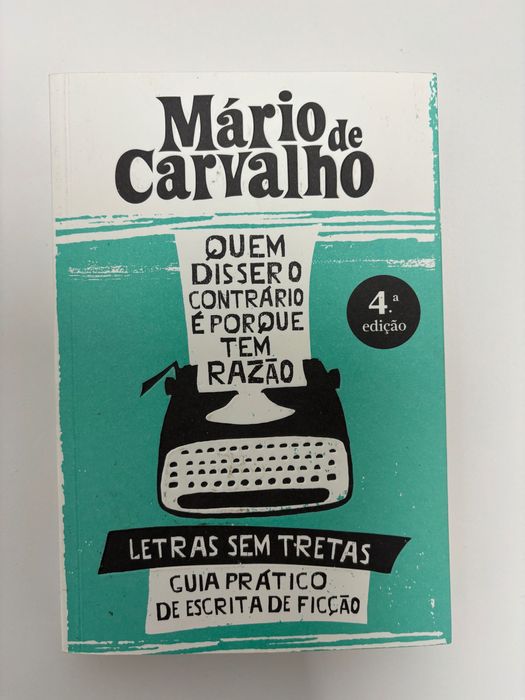 Mário de
Carvalho
QUEM
DISSER O
CONTRÁRIO
É PORQUE
TEM
RAZÃO
4.ª
edição
LETRAS SEM TRETAS
GUIA PRÁTICO
DE ESCRITA DE FICÇÃO